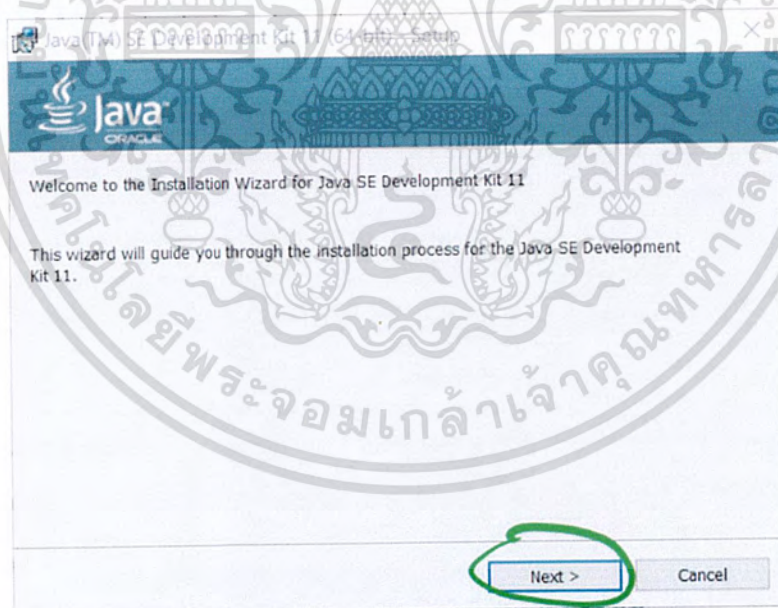 Java(TM) SE Development Kit 11 (64-bit) - Setup
Java
ORACLE
Welcome to the Installation Wizard for Java SE Development Kit 11
This wizard will guide you through the installation process for the Java SE Development
Kit 11.
พระจอมเกล้าเจ้าคุณทหารลา
Next >
Cancel